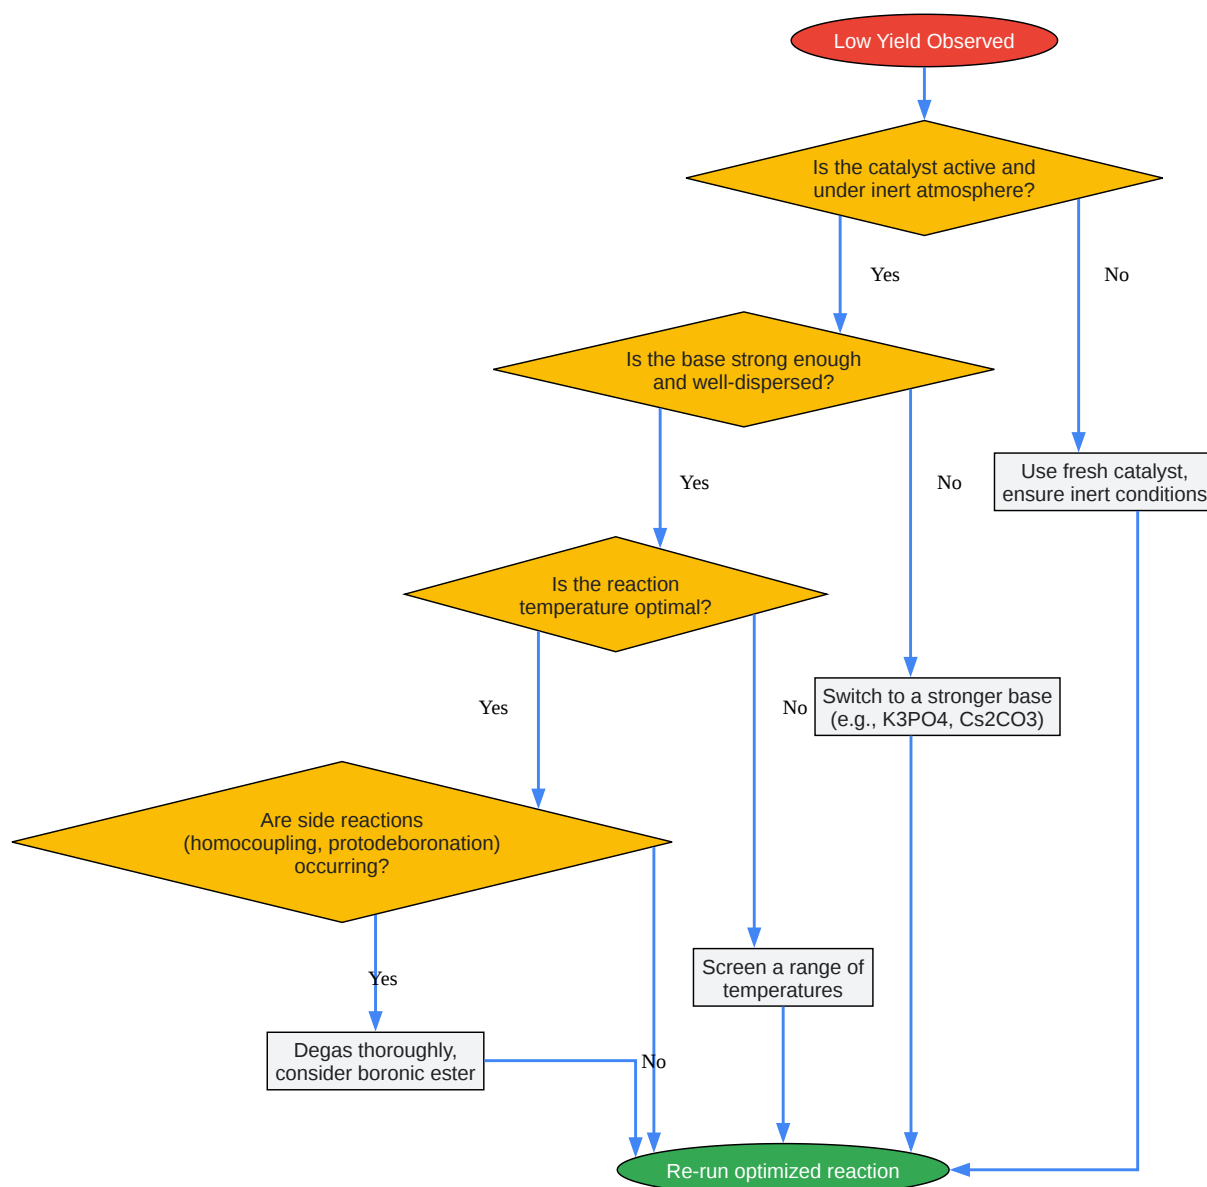 Low Yield Observed
Is the catalyst active and
under inert atmosphere?
Yes
No
Is the base strong enough
and well-dispersed?
Yes
No
Use fresh catalyst,
ensure inert conditions
Is the reaction
temperature optimal?
Yes
No
Switch to a stronger base
(e.g., K3PO4, Cs2CO3)
Are side reactions
(homocoupling, protodeboronation)
occurring?
Yes
No
Screen a range of
temperatures
Degas thoroughly,
consider boronic ester
Re-run optimized reaction